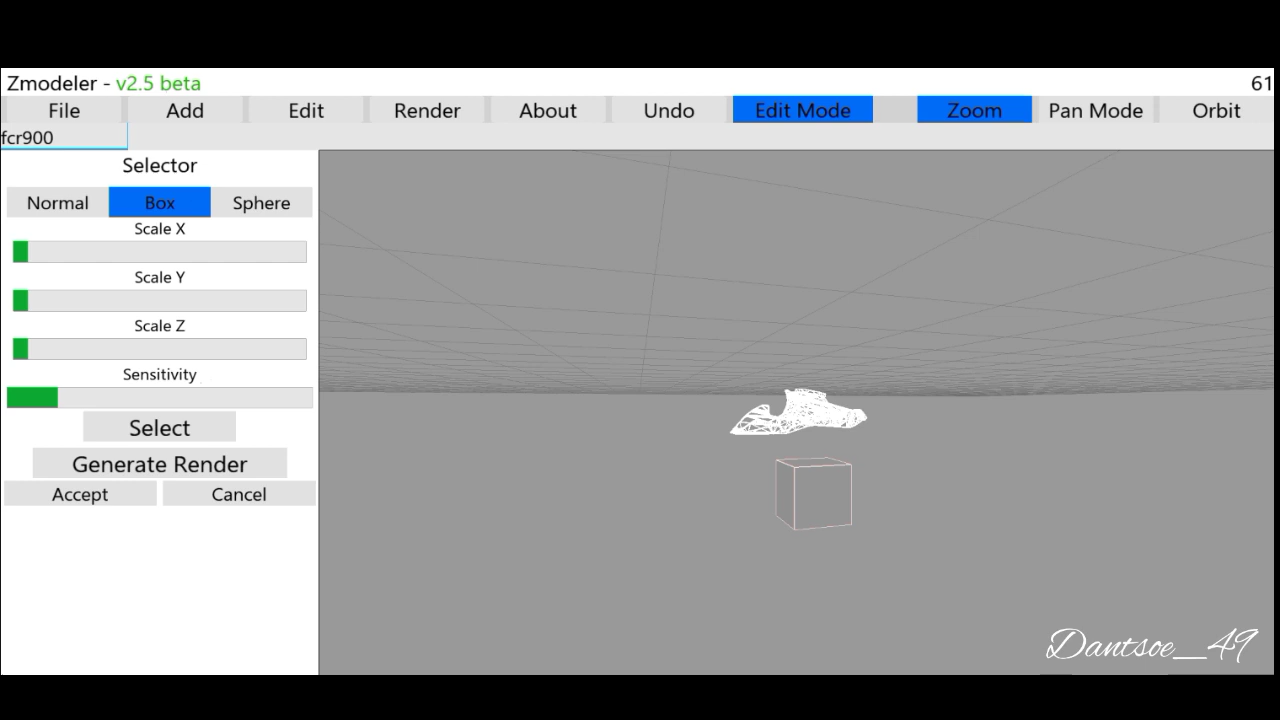 Zmodeler - v2.5 beta 61
File Add Edit Render About Undo Edit Mode Zoom Pan Mode Orbit
fcr900
Selector
Normal Box Sphere
Scale X
Scale Y
Scale Z
Sensitivity
Select
Generate Render
Accept Cancel
Dantsoe_49